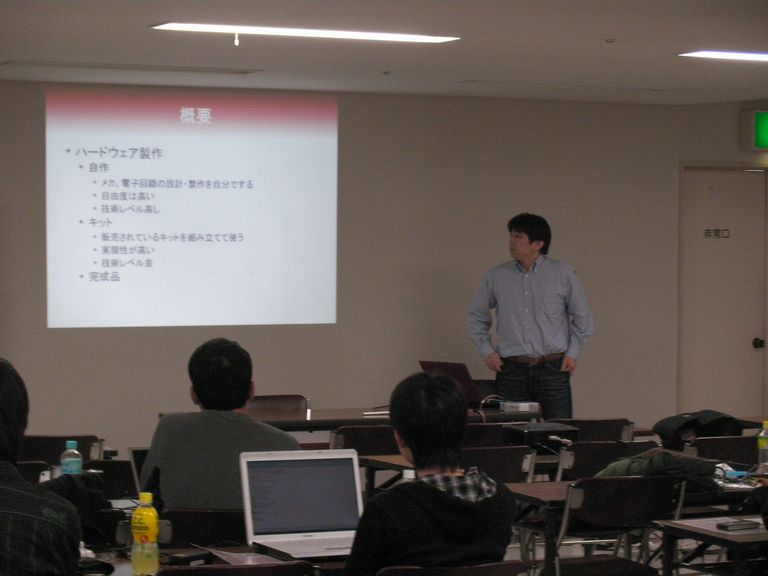 概要
・ハードウェア製作
・自作
・メカ、電子回路の設計・製作を自分でする
・自由度は高い
・技術レベル高し
・キット
・販売されているキットを組み立てて使う
・実現性が高い
・技術レベル並
・完成品
非常口